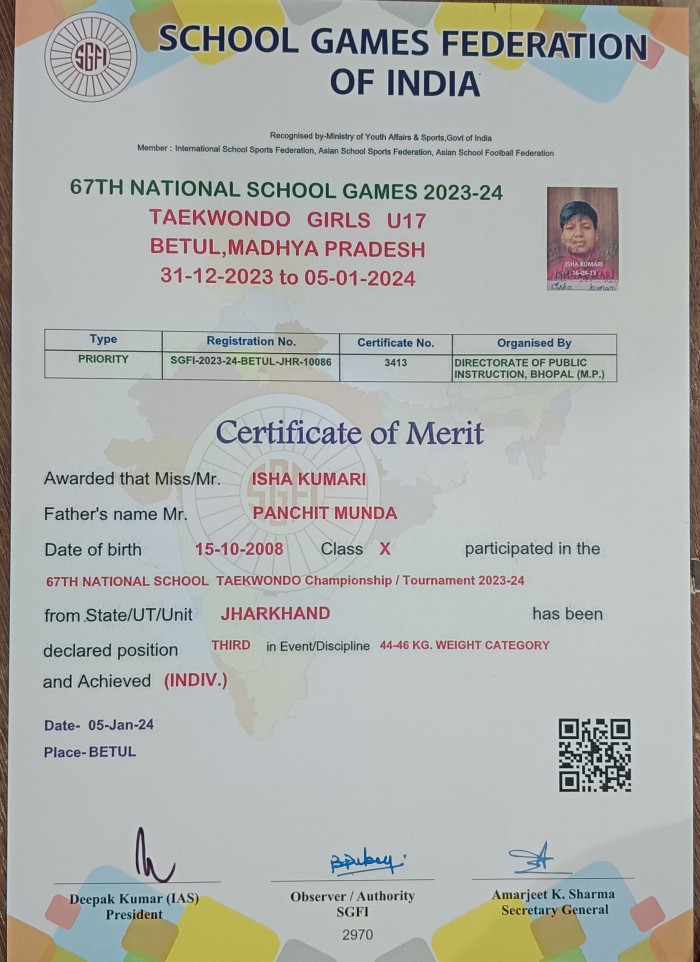 SGFI
SCHOOL GAMES FEDERATION
OF INDIA
Recognised by-Ministry of Youth Affairs & Sports,Govt of India
Member : International School Sports Federation, Asian School Sports Federation, Asian School Football Federation
67TH NATIONAL SCHOOL GAMES 2023-24
TAEKWONDO GIRLS U17
BETUL,MADHYA PRADESH
31-12-2023 to 05-01-2024
ISHA KUMARI
Isha Kumari
Type Registration No. Certificate No. Organised By
PRIORITY SGFI-2023-24-BETUL-JHR-10086 3413 DIRECTORATE OF PUBLIC
INSTRUCTION, BHOPAL (M.P.)
Certificate of Merit
SGFI
Awarded that Miss/Mr. ISHA KUMARI
Father's name Mr. PANCHIT MUNDA
Date of birth 15-10-2008 Class X participated in the
67TH NATIONAL SCHOOL TAEKWONDO Championship / Tournament 2023-24
from State/UT/Unit JHARKHAND has been
declared position THIRD in Event/Discipline 44-46 KG. WEIGHT CATEGORY
and Achieved (INDIV.)
Date- 05-Jan-24
Place- BETUL
Deepak Kumar (IAS) Observer / Authority Amarjeet K. Sharma
President SGFI Secretary General
2970